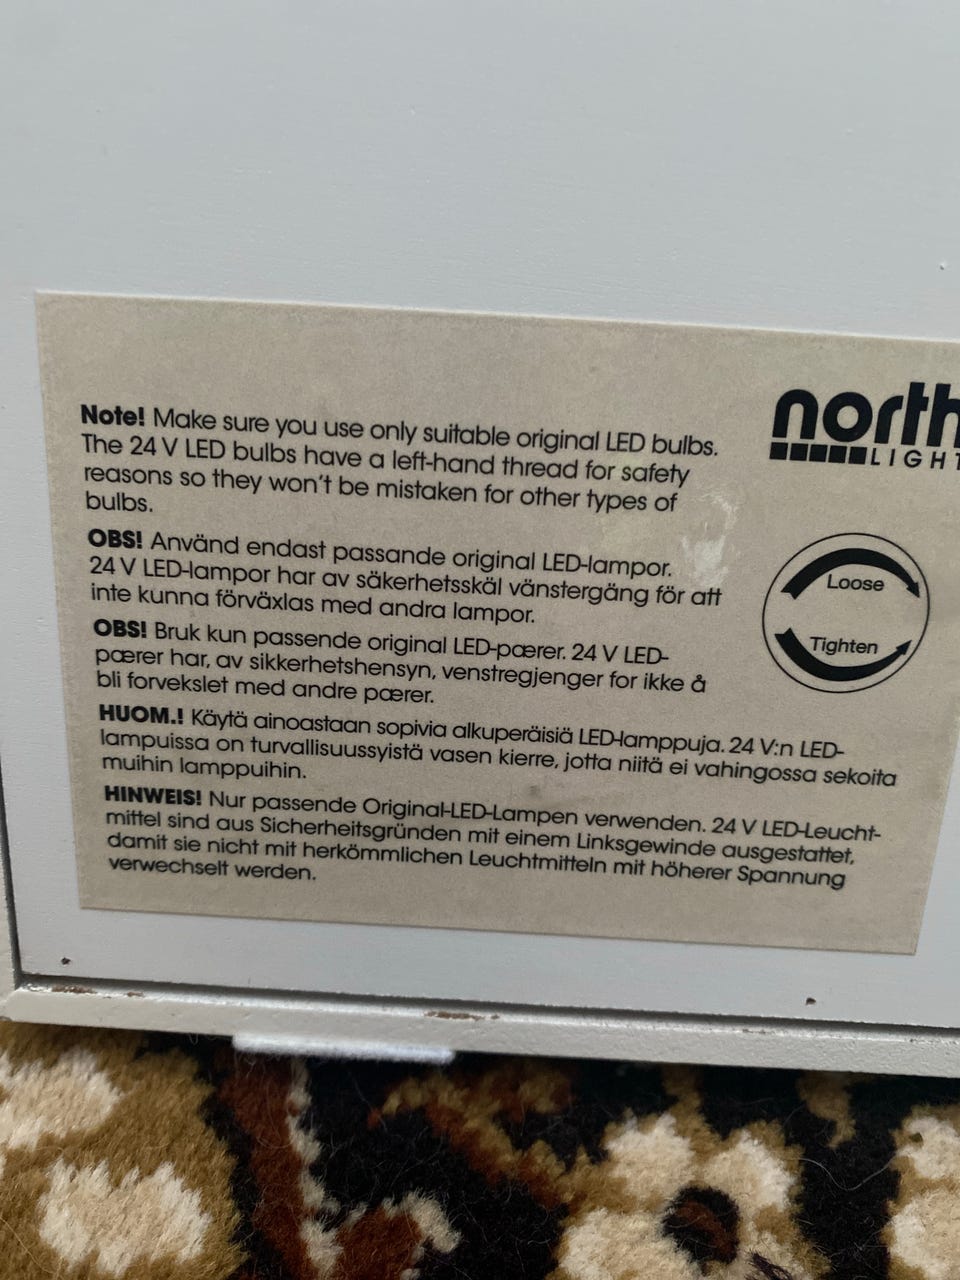 Note! Make sure you use only suitable original LED bulbs.
The 24 V LED bulbs have a left-hand thread for safety
reasons so they won't be mistaken for other types of
bulbs.
OBS! Använd endast passande original LED-lampor.
24 V LED-lampor har av säkerhetsskäl vänstergäng för att
inte kunna förväxlas med andra lampor.
OBS! Bruk kun passende original LED-pærer. 24 V LED-
pærer har, av sikkerhetshensyn, venstregjenger for ikke å
bli forvekslet med andre pærer.
HUOM.! Käytä ainoastaan sopivia alkuperäisiä LED-lamppuja. 24 V:n LED-
lampuissa on turvallisuussyistä vasen kierre, jotta niitä ei vahingossa sekoita
muihin lamppuihin.
HINWEIS! Nur passende Original-LED-Lampen verwenden. 24 V LED-Leucht-
mittel sind aus Sicherheitsgründen mit einem Linksgewinde ausgestattet,
damit sie nicht mit herkömmlichen Leuchtmitteln mit höherer Spannung
verwechselt werden.
north
LIGHT
Loose
Tighten